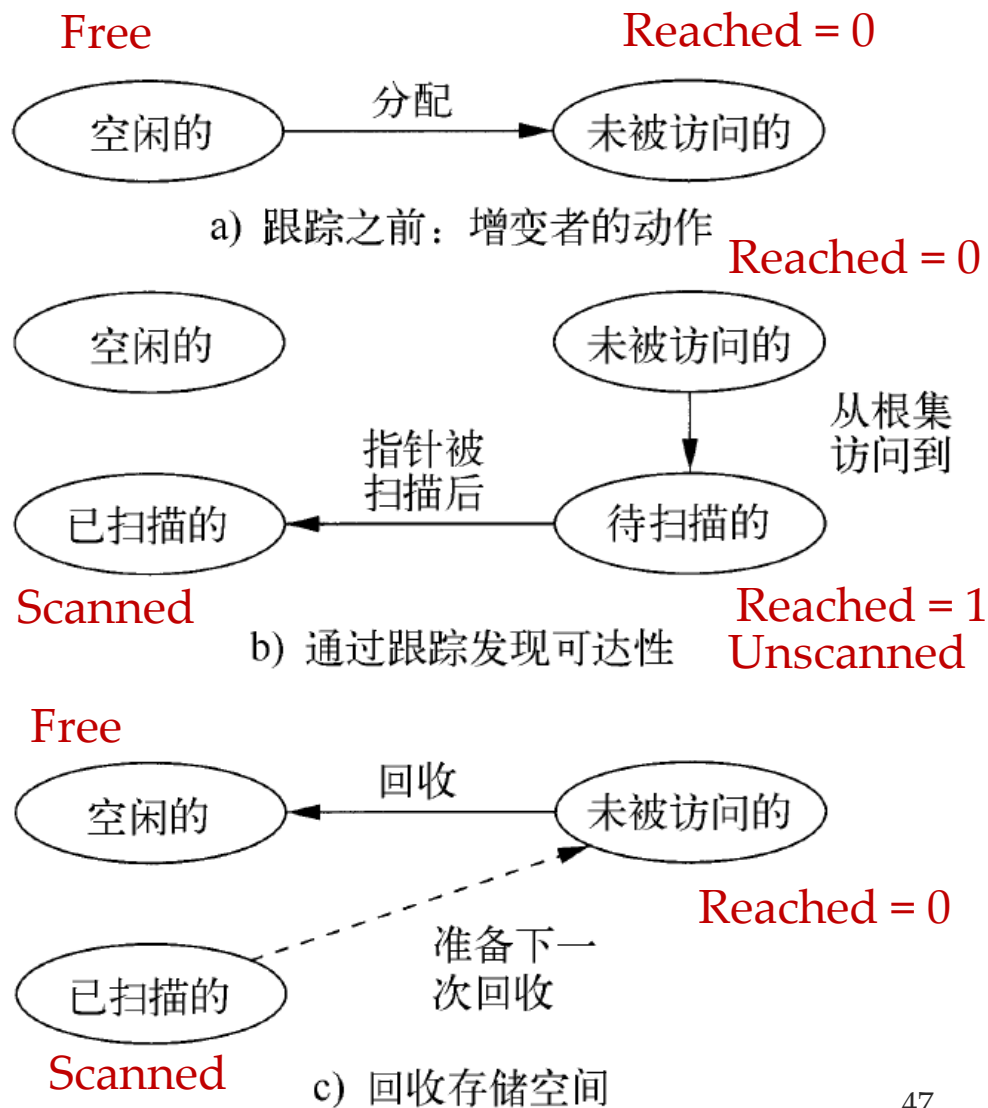 Free
Reached = 0
空闲的
分配
未被访问的
a) 跟踪之前：增变者的动作
Reached = 0
空闲的
未被访问的
从根集
访问到
指针被
扫描后
已扫描的
待扫描的
Scanned
Reached = 1
Unscanned
b) 通过跟踪发现可达性
Free
空闲的
回收
未被访问的
Reached = 0
准备下一
次回收
已扫描的
Scanned
c) 回收存储空间
47